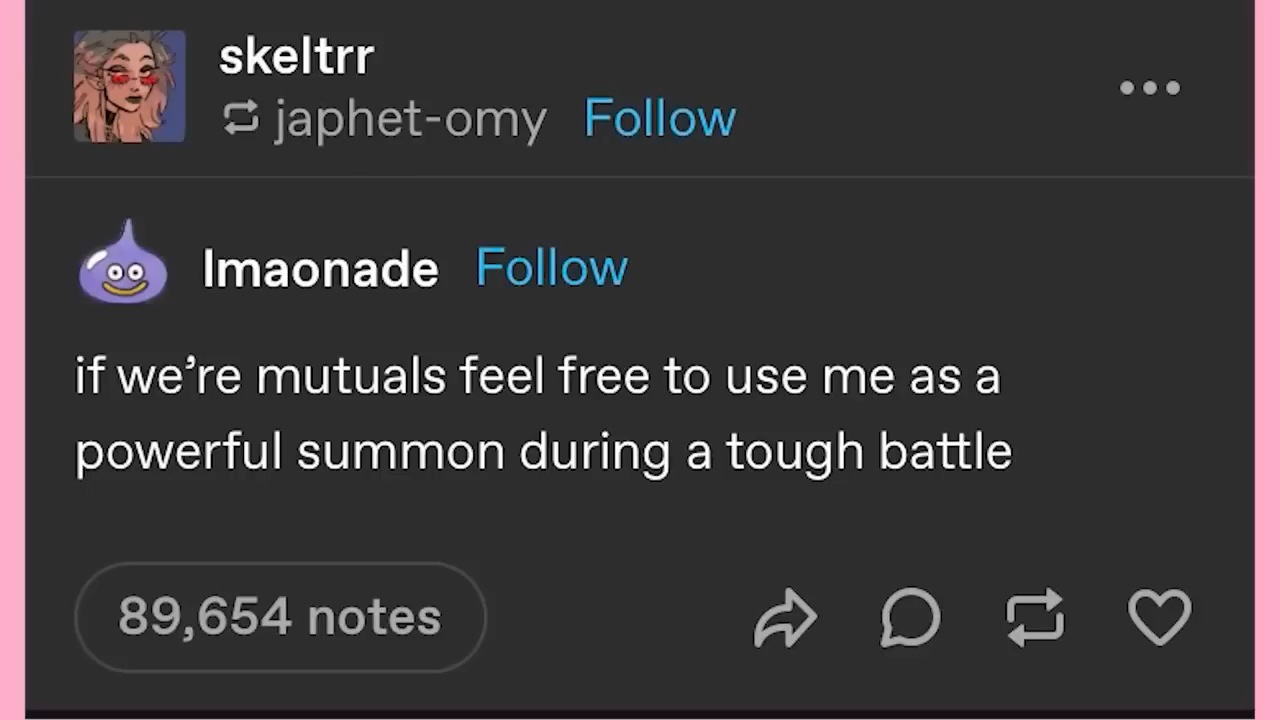 skeltrr
japhet-omy Follow
lmaonade Follow
if we’re mutuals feel free to use me as a
powerful summon during a tough battle
89,654 notes